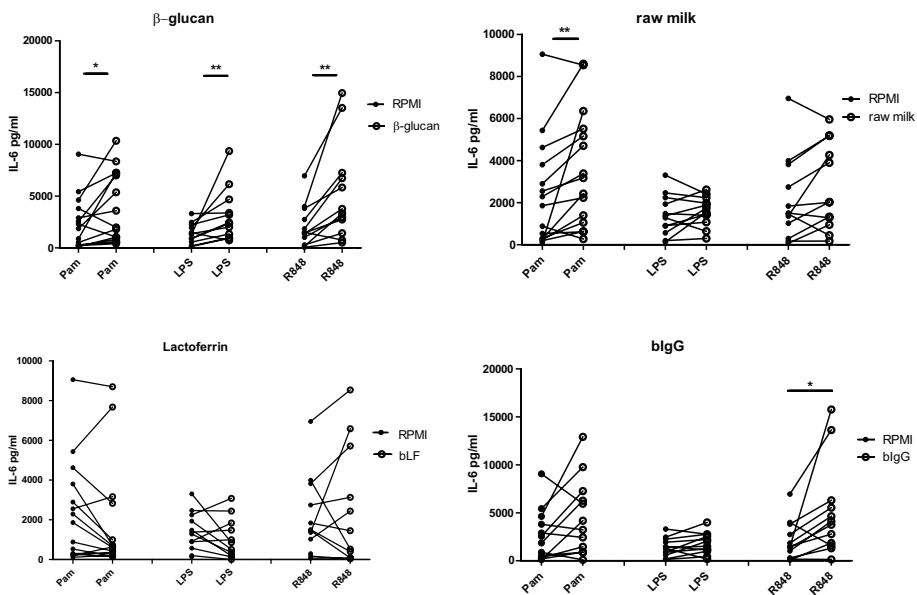 β–glucan
20000
15000
10000
5000
0
IL-6 pg/ml
*
**
**
Pam
Pam
LPS
LPS
R848
R848
RPMI
β-glucan
raw milk
10000
8000
6000
4000
2000
0
IL-6 pg/ml
**
Pam
Pam
LPS
LPS
R848
R848
RPMI
raw milk
Lactoferrin
10000
8000
6000
4000
2000
0
IL-6 pg/ml
Pam
Pam
LPS
LPS
R848
R848
RPMI
bLF
bIgG
20000
15000
10000
5000
0
IL-6 pg/ml
*
Pam
Pam
LPS
LPS
R848
R848
RPMI
bIgG